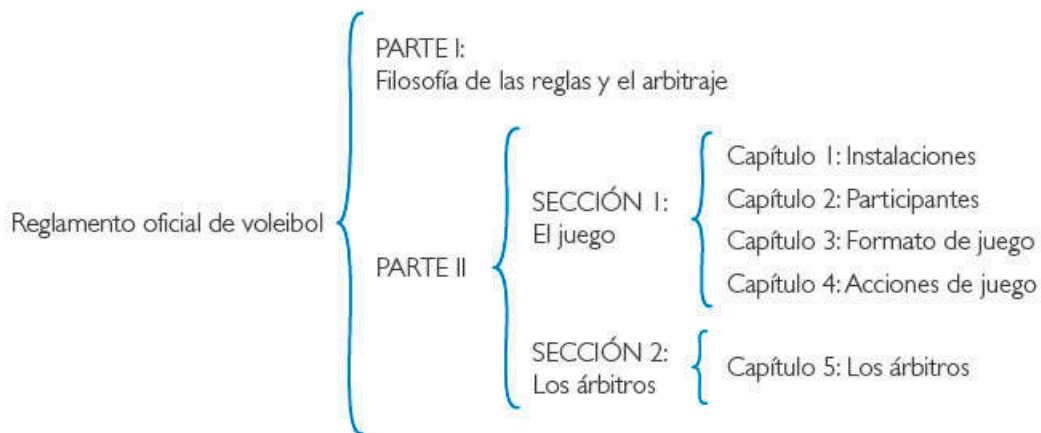 Reglamento oficial de voleibol
PARTE I:
Filosofía de las reglas y el arbitraje
PARTE II
SECCIÓN 1:
El juego
Capítulo 1: Instalaciones
Capítulo 2: Participantes
Capítulo 3: Formato de juego
Capítulo 4: Acciones de juego
SECCIÓN 2:
Los árbitros
Capítulo 5: Los árbitros